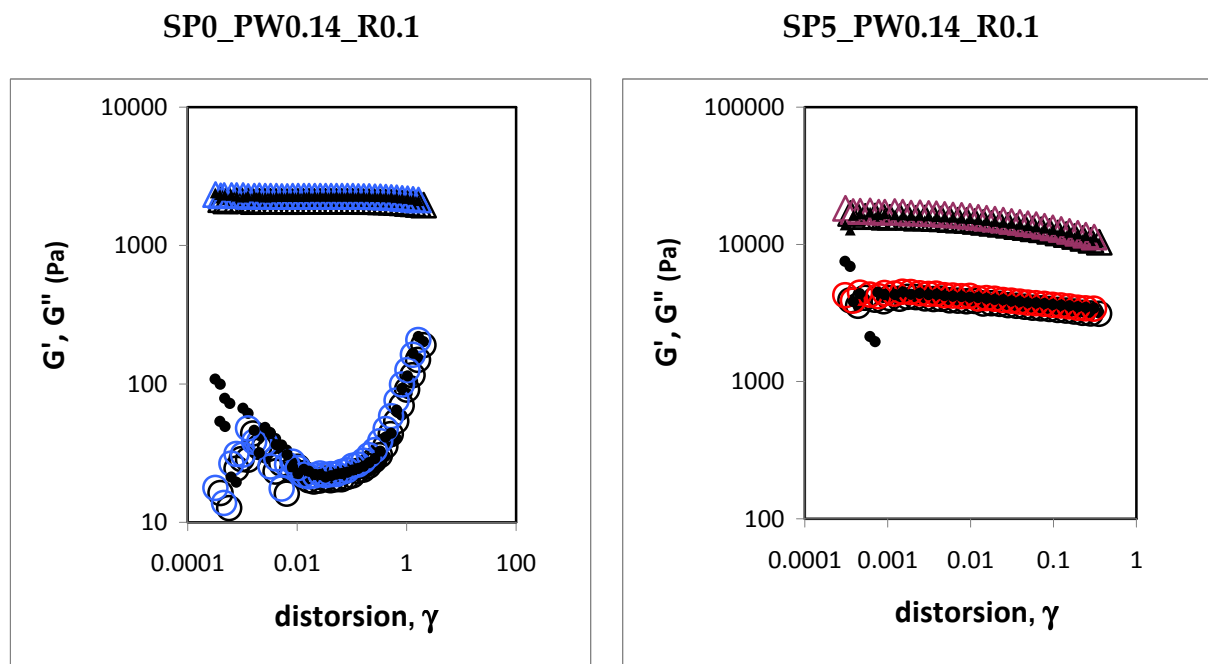 SP0_PW0.14_R0.1
SP5_PW0.14_R0.1
10000
1000
100
10
0.0001
0.01
1
100
G', G" (Pa)
distorsion, γ
100000
10000
1000
100
0.0001
0.001
0.01
0.1
1
G', G" (Pa)
distorsion, γ